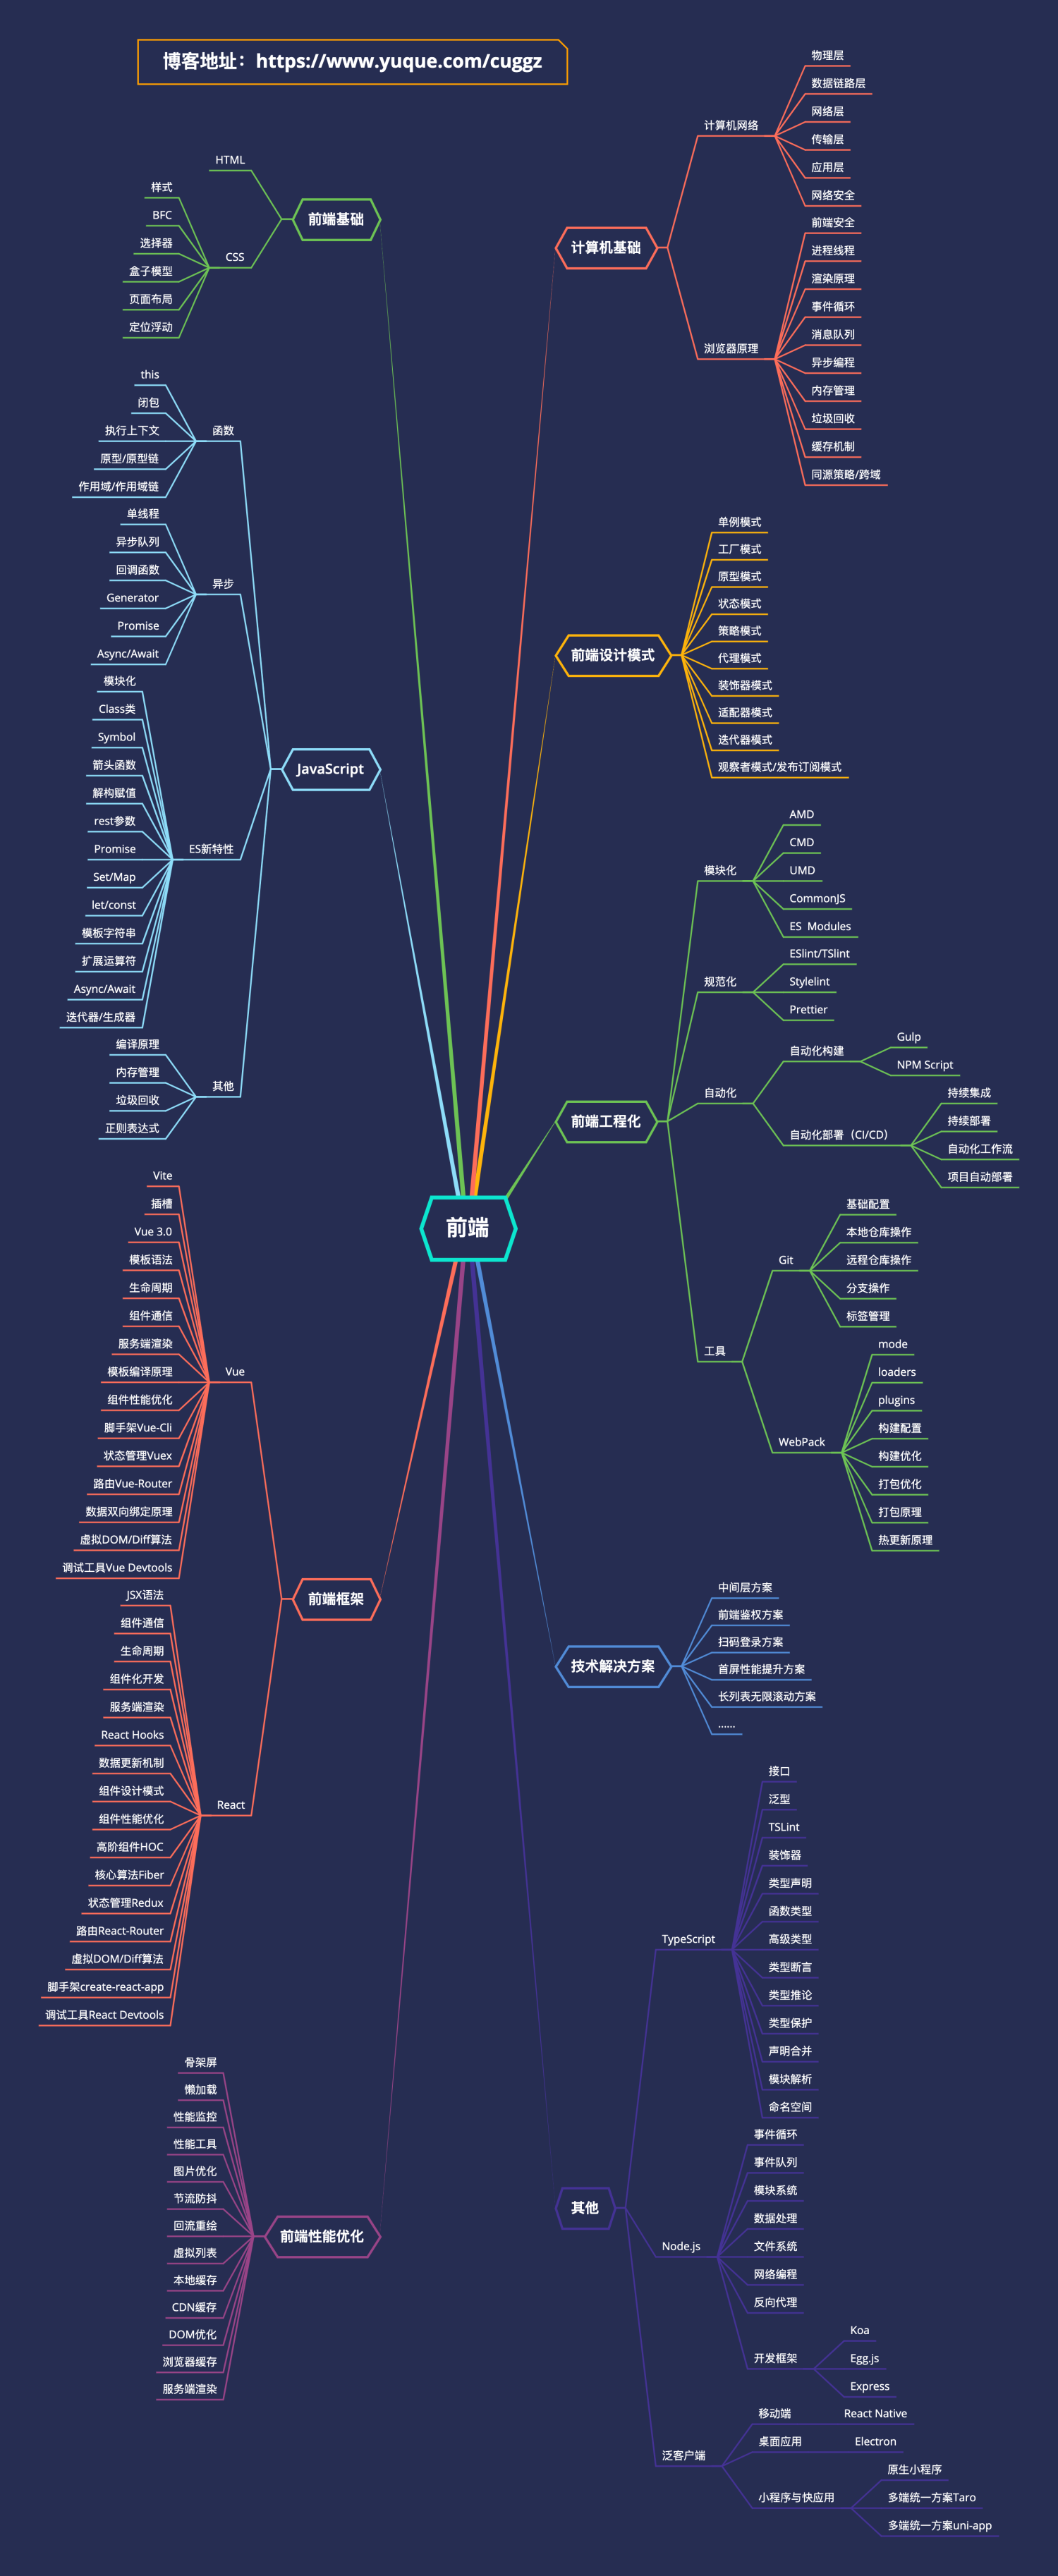 博客地址：https://www.yuque.com/cuggz
前端
前端基础
HTML
CSS
样式
BFC
选择器
盒子模型
页面布局
定位浮动
JavaScript
函数
this
闭包
执行上下文
原型/原型链
作用域/作用域链
异步
单线程
异步队列
回调函数
Generator
Promise
Async/Await
ES新特性
模块化
Class类
Symbol
箭头函数
解构赋值
rest参数
Promise
Set/Map
let/const
模板字符串
扩展运算符
Async/Await
迭代器/生成器
其他
编译原理
内存管理
垃圾回收
正则表达式
前端框架
Vue
Vite
插槽
Vue 3.0
模板语法
生命周期
组件通信
服务端渲染
模板编译原理
组件性能优化
脚手架Vue-Cli
状态管理Vuex
路由Vue-Router
数据双向绑定原理
虚拟DOM/Diff算法
调试工具Vue Devtools
React
JSX语法
组件通信
生命周期
组件化开发
服务端渲染
React Hooks
数据更新机制
组件设计模式
组件性能优化
高阶组件HOC
核心算法Fiber
状态管理Redux
路由React-Router
虚拟DOM/Diff算法
脚手架create-react-app
调试工具React Devtools
前端性能优化
骨架屏
懒加载
性能监控
性能工具
图片优化
节流防抖
回流重绘
虚拟列表
本地缓存
CDN缓存
DOM优化
浏览器缓存
服务端渲染
计算机基础
计算机网络
物理层
数据链路层
网络层
传输层
应用层
网络安全
浏览器原理
前端安全
进程线程
渲染原理
事件循环
消息队列
异步编程
内存管理
垃圾回收
缓存机制
同源策略/跨域
前端设计模式
单例模式
工厂模式
原型模式
状态模式
策略模式
代理模式
装饰器模式
适配器模式
迭代器模式
观察者模式/发布订阅模式
前端工程化
模块化
AMD
CMD
UMD
CommonJS
ES Modules
规范化
ESlint/TSlint
Stylelint
Prettier
自动化
自动化构建
Gulp
NPM Script
自动化部署（CI/CD）
持续集成
持续部署
自动化工作流
项目自动部署
工具
Git
基础配置
本地仓库操作
远程仓库操作
分支操作
标签管理
WebPack
mode
loaders
plugins
构建配置
构建优化
打包优化
打包原理
热更新原理
技术解决方案
中间层方案
前端鉴权方案
扫码登录方案
首屏性能提升方案
长列表无限滚动方案
......
其他
TypeScript
接口
泛型
TSLint
装饰器
类型声明
函数类型
高级类型
类型断言
类型推论
类型保护
声明合并
模块解析
命名空间
Node.js
事件循环
事件队列
模块系统
数据处理
文件系统
网络编程
反向代理
开发框架
Koa
Egg.js
Express
泛客户端
移动端
React Native
桌面应用
Electron
小程序与快应用
原生小程序
多端统一方案Taro
多端统一方案uni-app